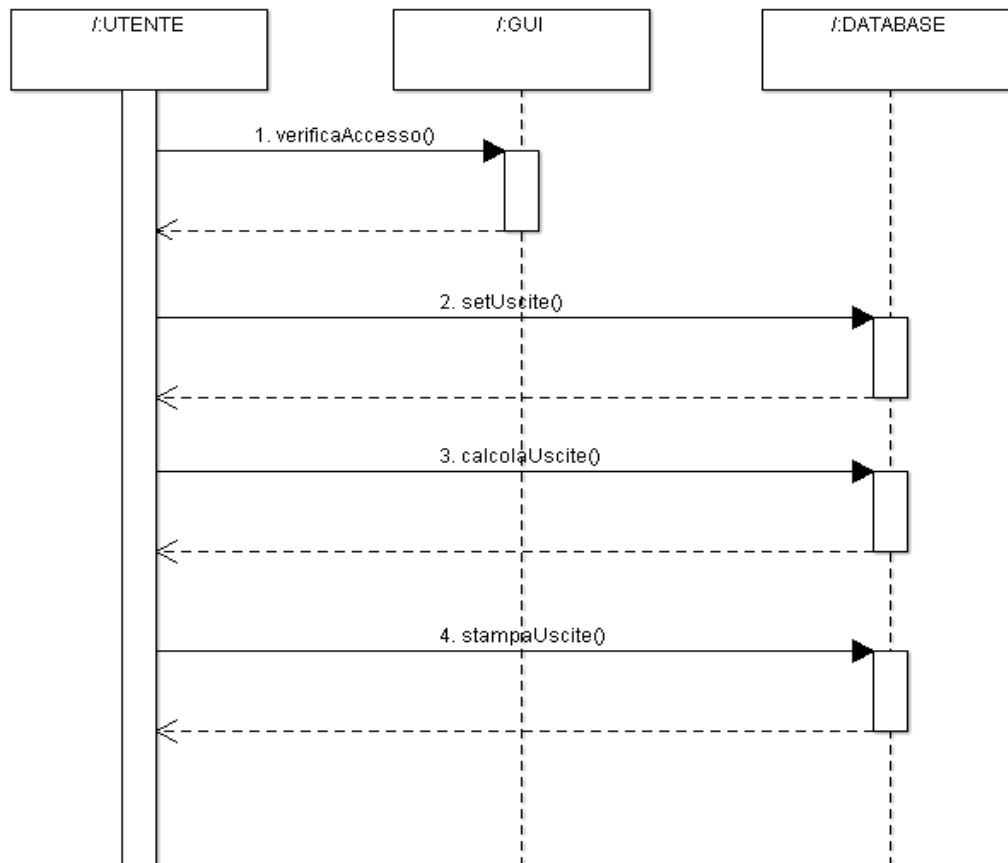 /:UTENTE
/:GUI
/:DATABASE
1. verificaAccesso()
2. setUscite()
3. calcolaUscite()
4. stampaUscite()